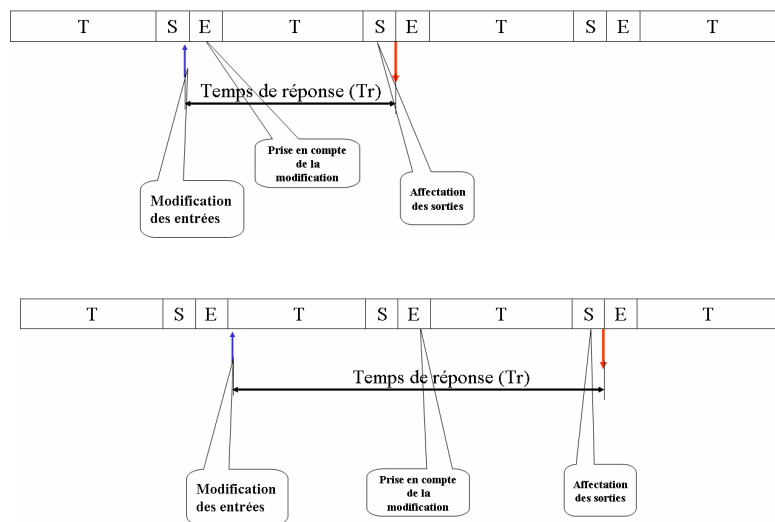 T S E T S E T S E T
Temps de réponse (Tr)
Prise en compte
de la
modification
Modification
des entrées
Affectation
des sorties
T S E T S E T S E T
Temps de réponse (Tr)
Modification
des entrées
Prise en compte
de la
modification
Affectation
des sorties